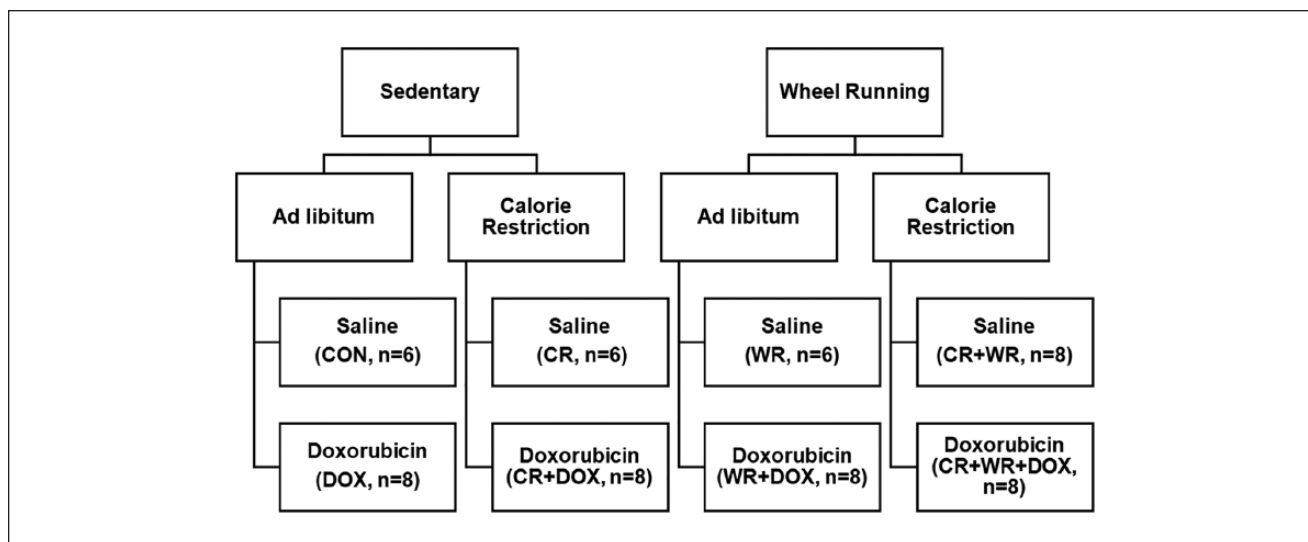 Sedentary
Wheel Running
Ad libitum
Calorie
Restriction
Ad libitum
Calorie
Restriction
Saline
(CON, n=6)
Saline
(CR, n=6)
Saline
(WR, n=6)
Saline
(CR+WR, n=8)
Doxorubicin
(DOX, n=8)
Doxorubicin
(CR+DOX, n=8)
Doxorubicin
(WR+DOX, n=8)
Doxorubicin
(CR+WR+DOX,
n=8)